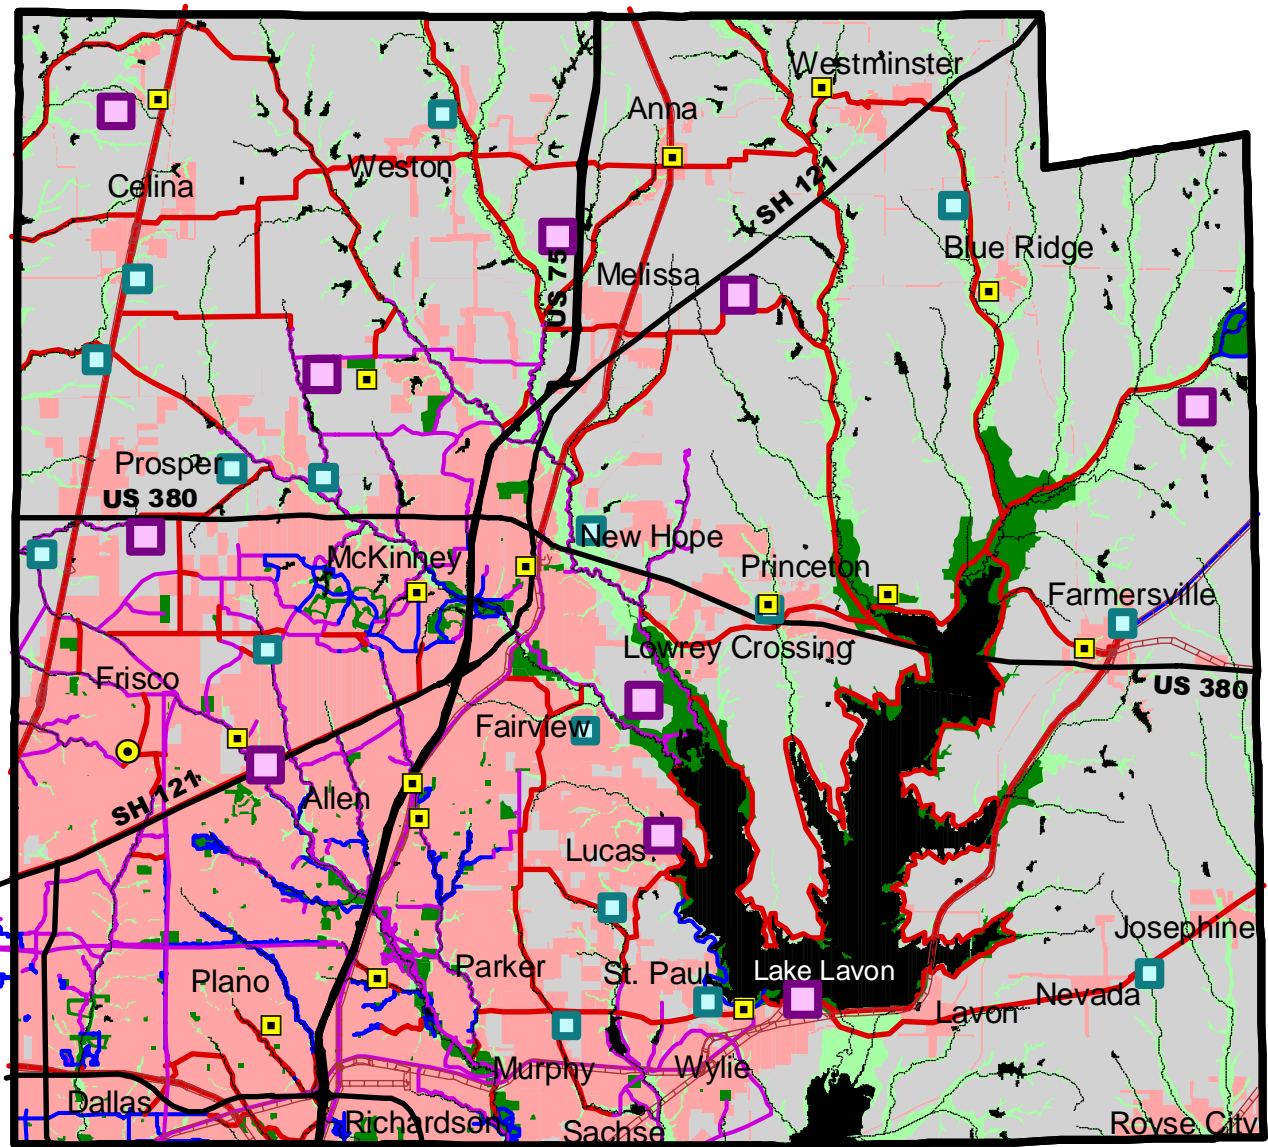 Westminster
Anna
SH 121
Weston
Celina
Blue Ridge
Melissa
US 75
Prosper
US 380
New Hope
McKinney
Princeton
Farmersville
Lowrey Crossing
Frisco
US 380
Fairview
SH 121
Allen
Lucas
Josephine
Parker
St. Paul
Lake Lavon
Plano
Nevada
Lavon
Murphy
Wylie
Dallas
Richardson
Sachse
Royse City